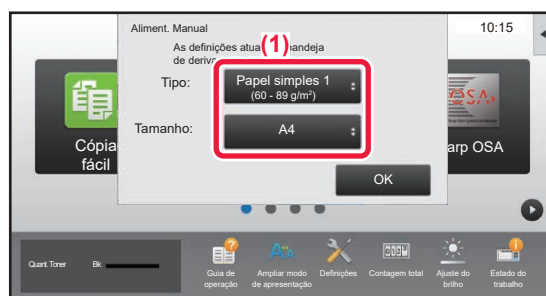 Aliment. Manual
10:15
As definições atua
(1)
ndeja
de deriva
Tipo:
Papel simples 1
(60 - 89 g/m²)
Tamanho:
A4
Cópia
fácil
arp OSA
OK
Quant.Toner
Bk
Guia de
operação
Ampliar modo
de apresentação
Definições
Contagem total
Ajuste do
brilho
Estado do
trabalho